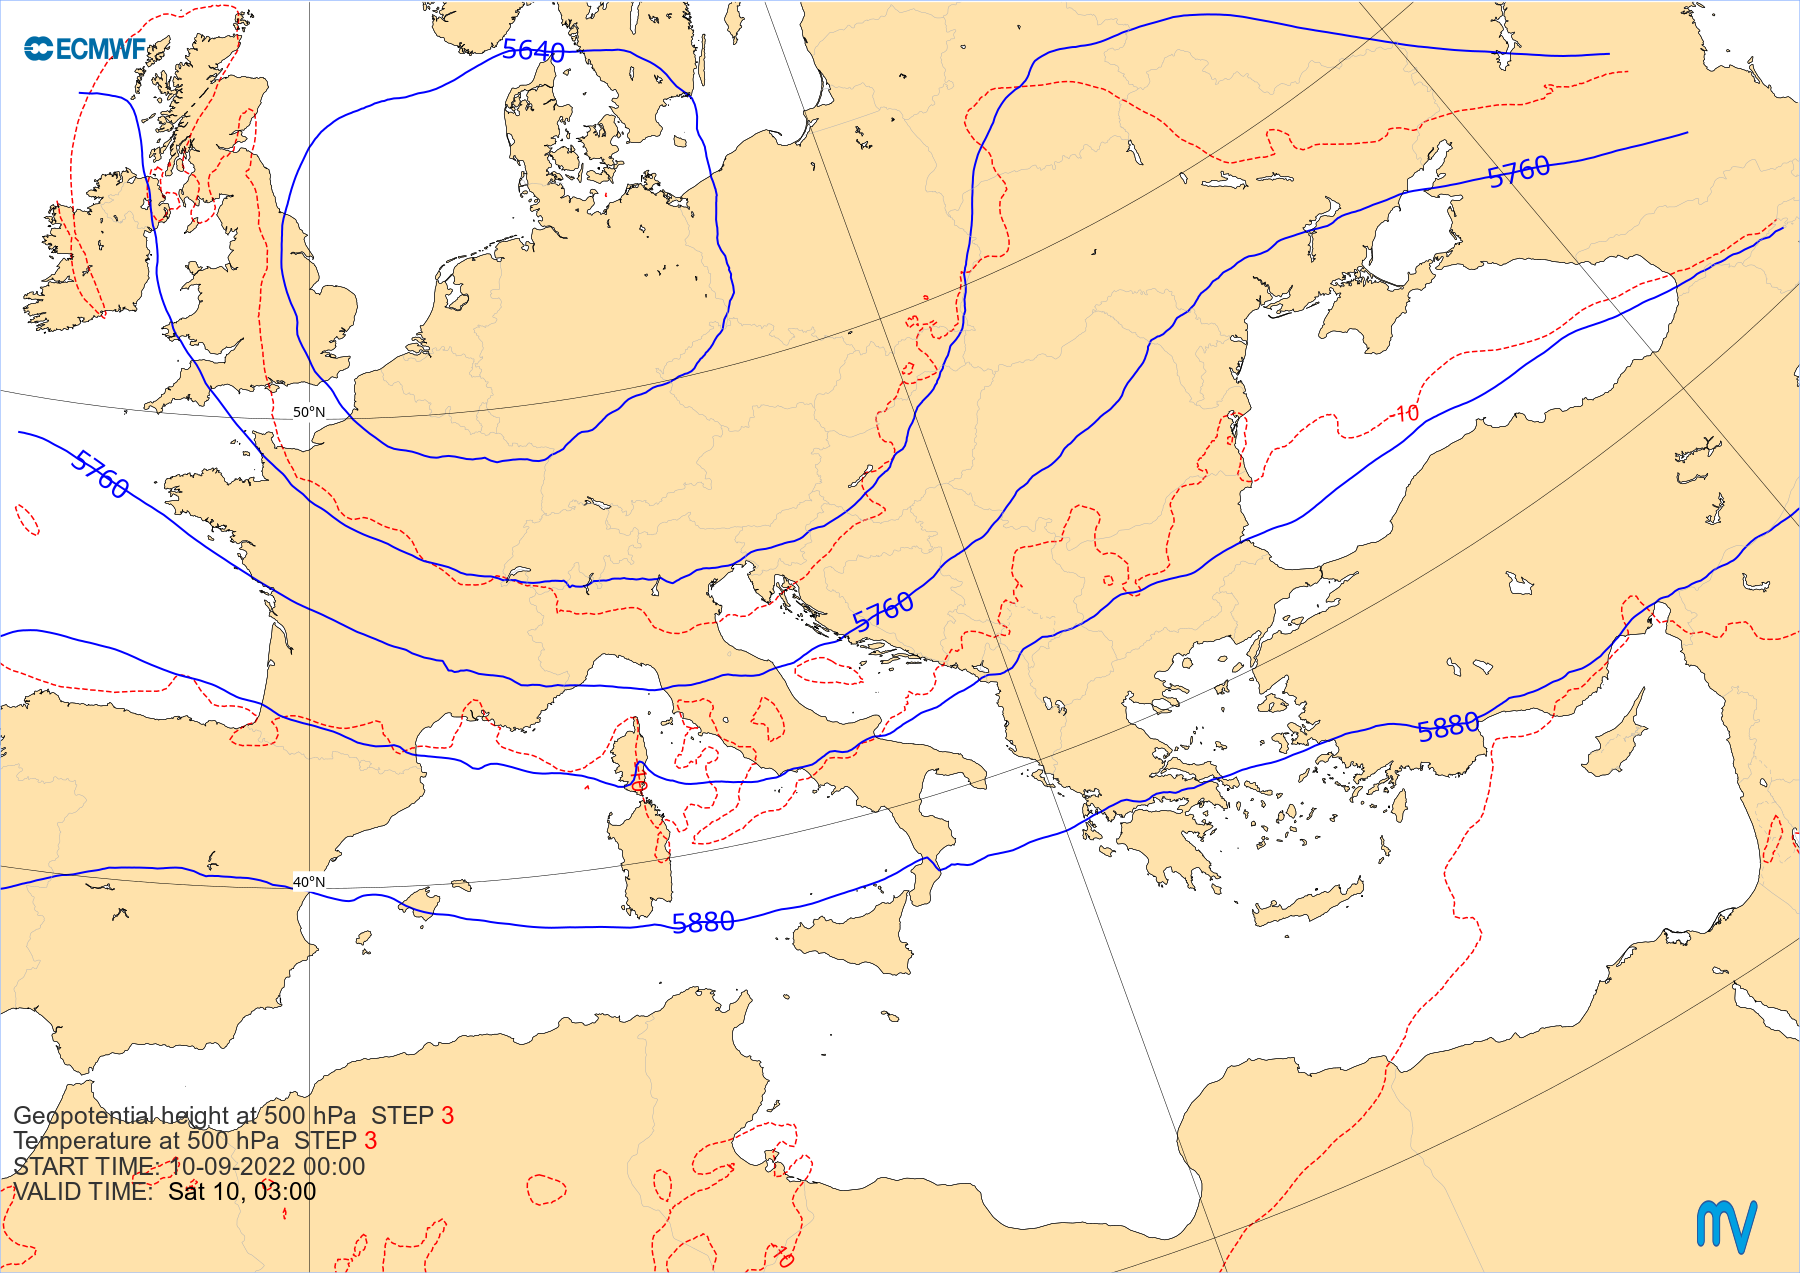 ECMWF
5640
5760
5760
10
50°N
5760
5880
10
40°N
5880
Geopotential height at 500 hPa  STEP 3
Temperature at 500 hPa  STEP 3
START TIME: 10-09-2022 00:00
VALID TIME:  Sat 10, 03:00
10